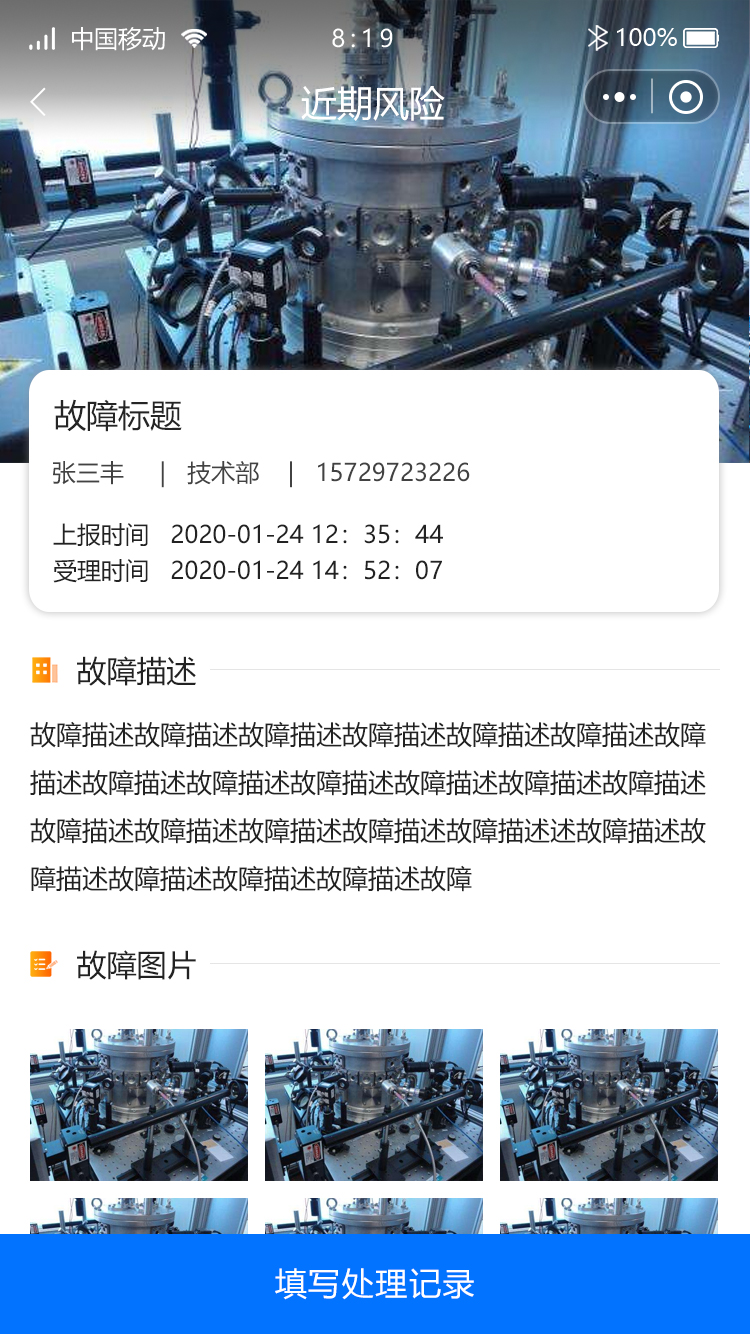 中国移动 8:19 100%
近期风险
故障标题
张三丰 | 技术部 | 15729723226
上报时间 2020-01-24 12：35：44
受理时间 2020-01-24 14：52：07
故障描述
故障描述故障描述故障描述故障描述故障描述故障描述故障
描述故障描述故障描述故障描述故障描述故障描述故障描述
故障描述故障描述故障描述故障描述故障描述述故障描述故
障描述故障描述故障描述故障描述故障
故障图片
填写处理记录